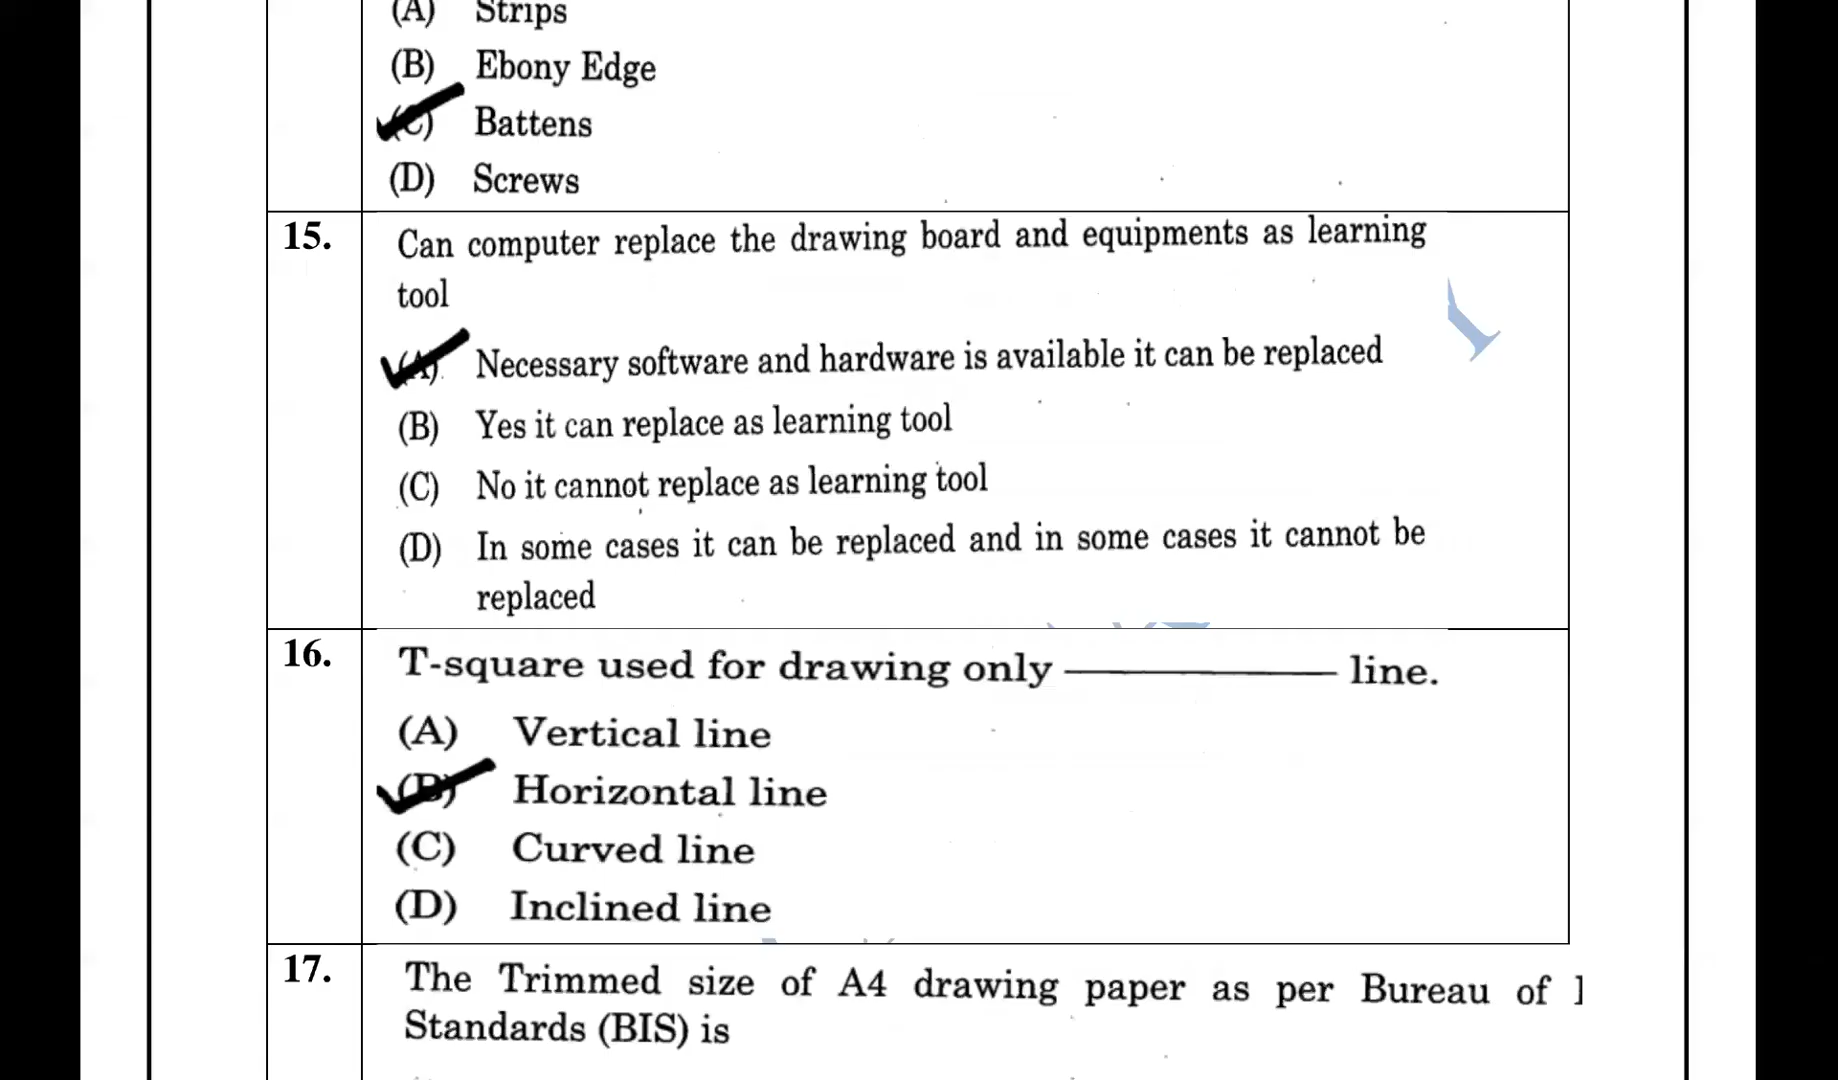 (A) Strips
(B) Ebony Edge
(C) Battens
(D) Screws
15. Can computer replace the drawing board and equipments as learning
tool
(A) Necessary software and hardware is available it can be replaced
(B) Yes it can replace as learning tool
(C) No it cannot replace as learning tool
(D) In some cases it can be replaced and in some cases it cannot be
replaced
16. T-square used for drawing only ———— line.
(A) Vertical line
(B) Horizontal line
(C) Curved line
(D) Inclined line
17. The Trimmed size of A4 drawing paper as per Bureau of
Standards (BIS) is